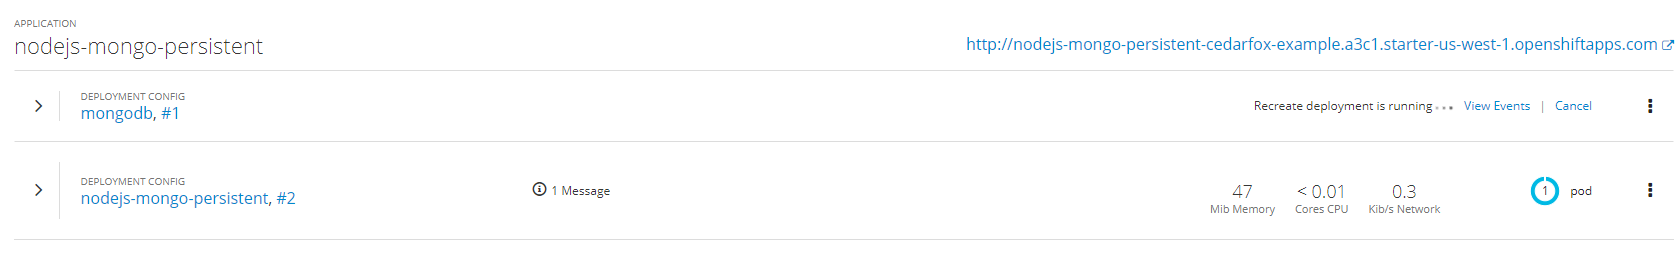 APPLICATION
nodejs-mongo-persistent
http://nodejs-mongo-persistent-cedarfox-example.a3c1.starter-us-west-1.openshiftapps.com
DEPLOYMENT CONFIG
mongodb, #1
Recreate deployment is running ... View Events | Cancel
DEPLOYMENT CONFIG
nodejs-mongo-persistent, #2
1 Message
47 < 0.01 0.3
Mib Memory Cores CPU Kib/s Network
1 pod